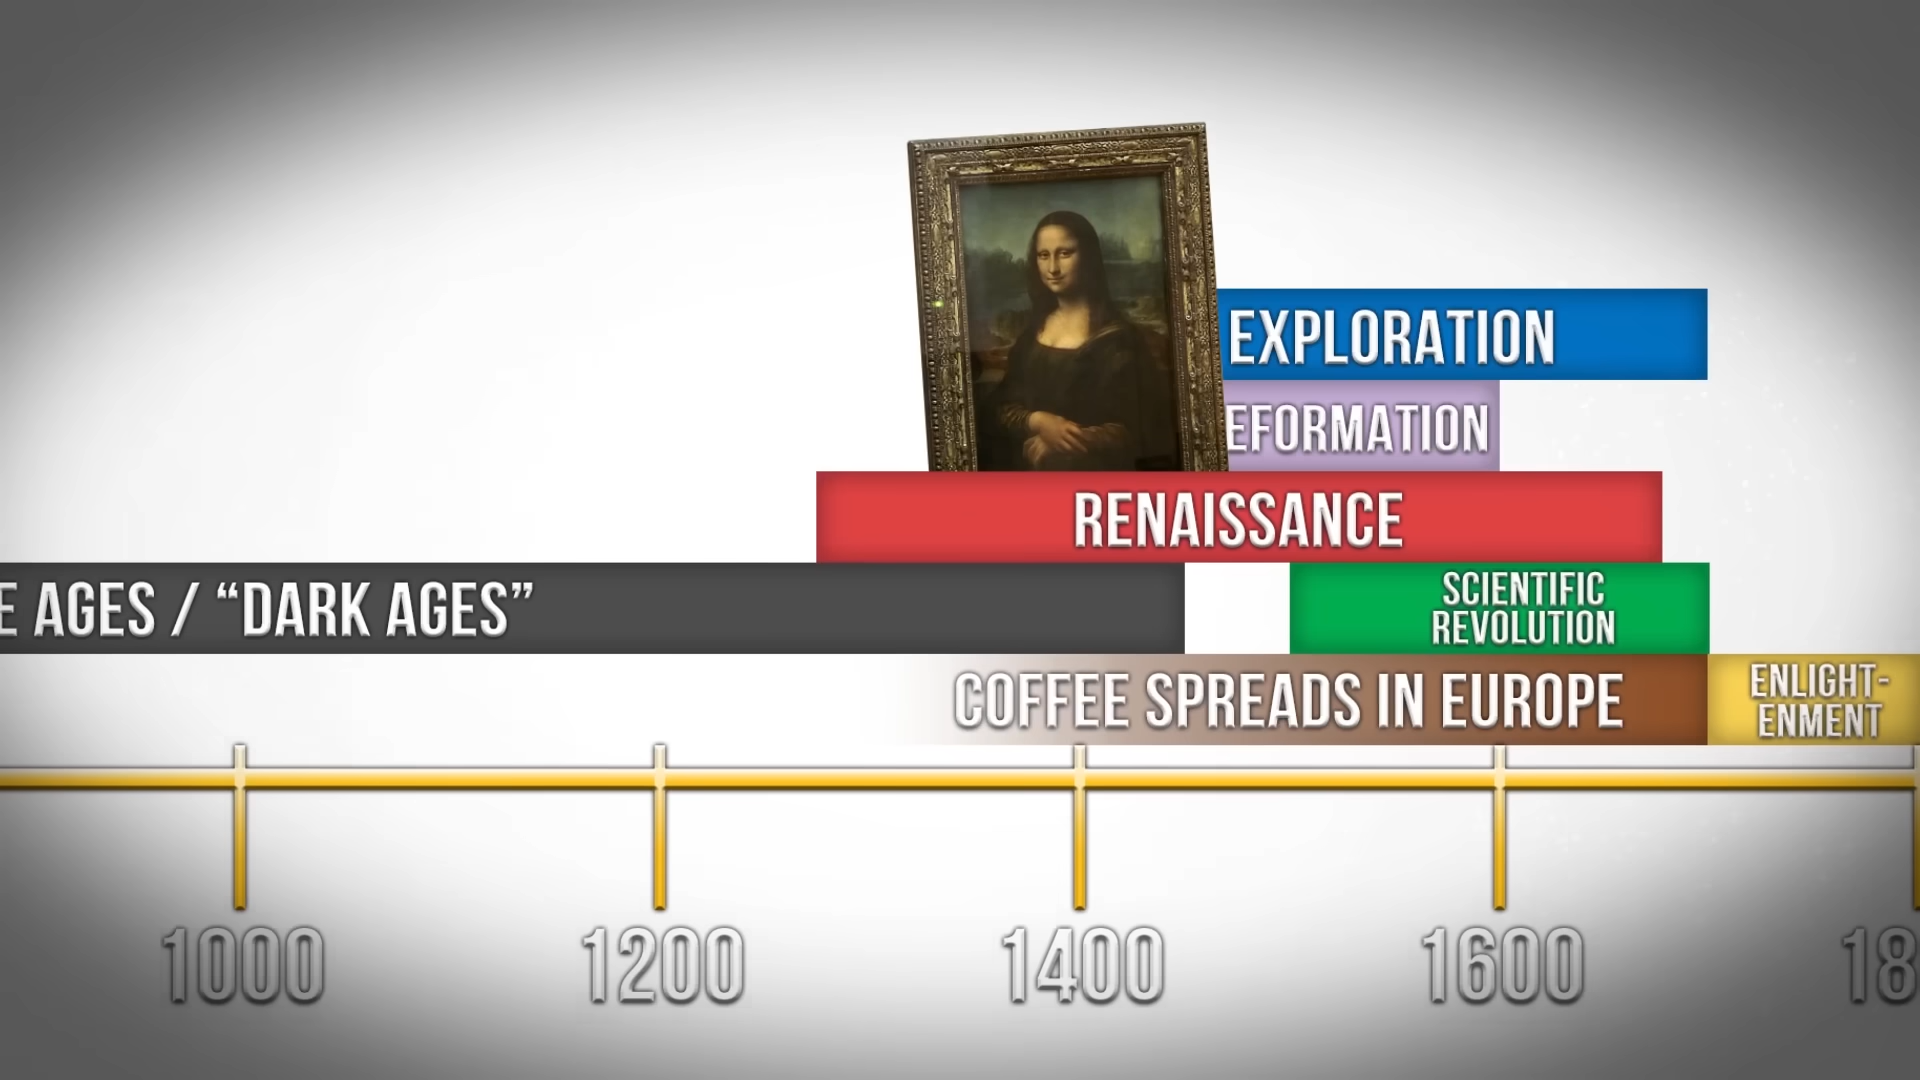 EXPLORATION
EFORMATION
RENAISSANCE
E AGES / “DARK AGES”
SCIENTIFIC
REVOLUTION
COFFEE SPREADS IN EUROPE
ENLIGHT-
ENMENT
1000
1200
1400
1600
18